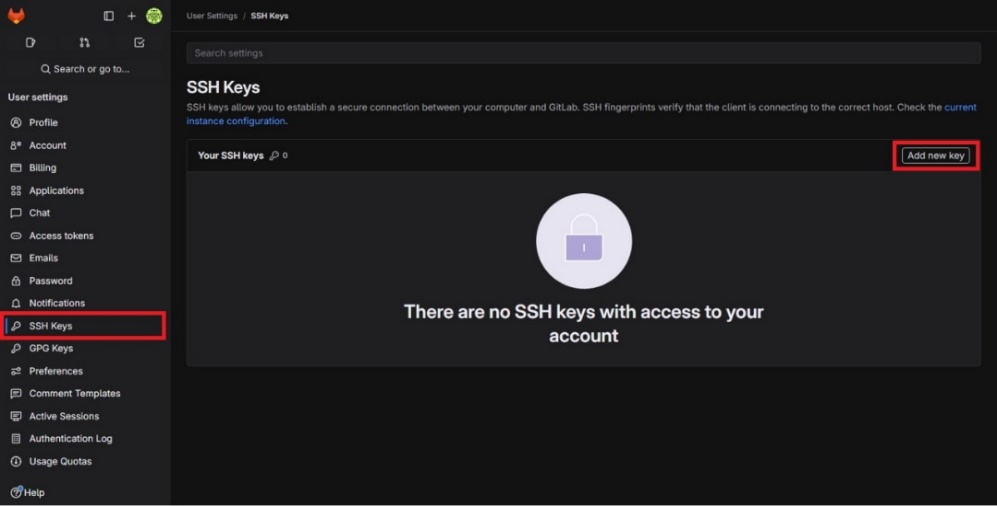 User Settings / SSH Keys
Search or go to...
User settings
Profile
Account
Billing
Applications
Chat
Access tokens
Emails
Password
Notifications
SSH Keys
GPG Keys
Preferences
Comment Templates
Active Sessions
Authentication Log
Usage Quotas
Help
Search settings
SSH Keys
SSH keys allow you to establish a secure connection between your computer and GitLab. SSH fingerprints verify that the client is connecting to the correct host. Check the current
instance configuration.
Your SSH keys 0
Add new key
There are no SSH keys with access to your
account